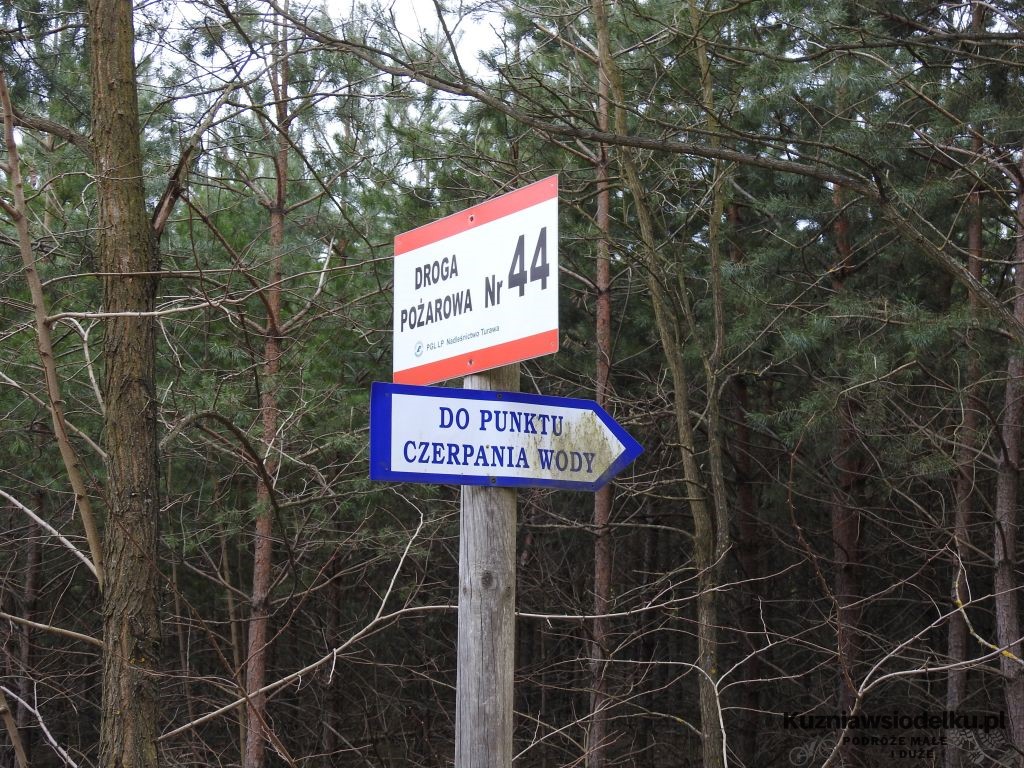 DROGA
POŻAROWA Nr 44
PGL LP Nadleśnictwo Turawa
DO PUNKTU
CZERPANIA WODY
Kuzniawsiodelku.pl
PODRÓŻE MAŁE
I DUŻE